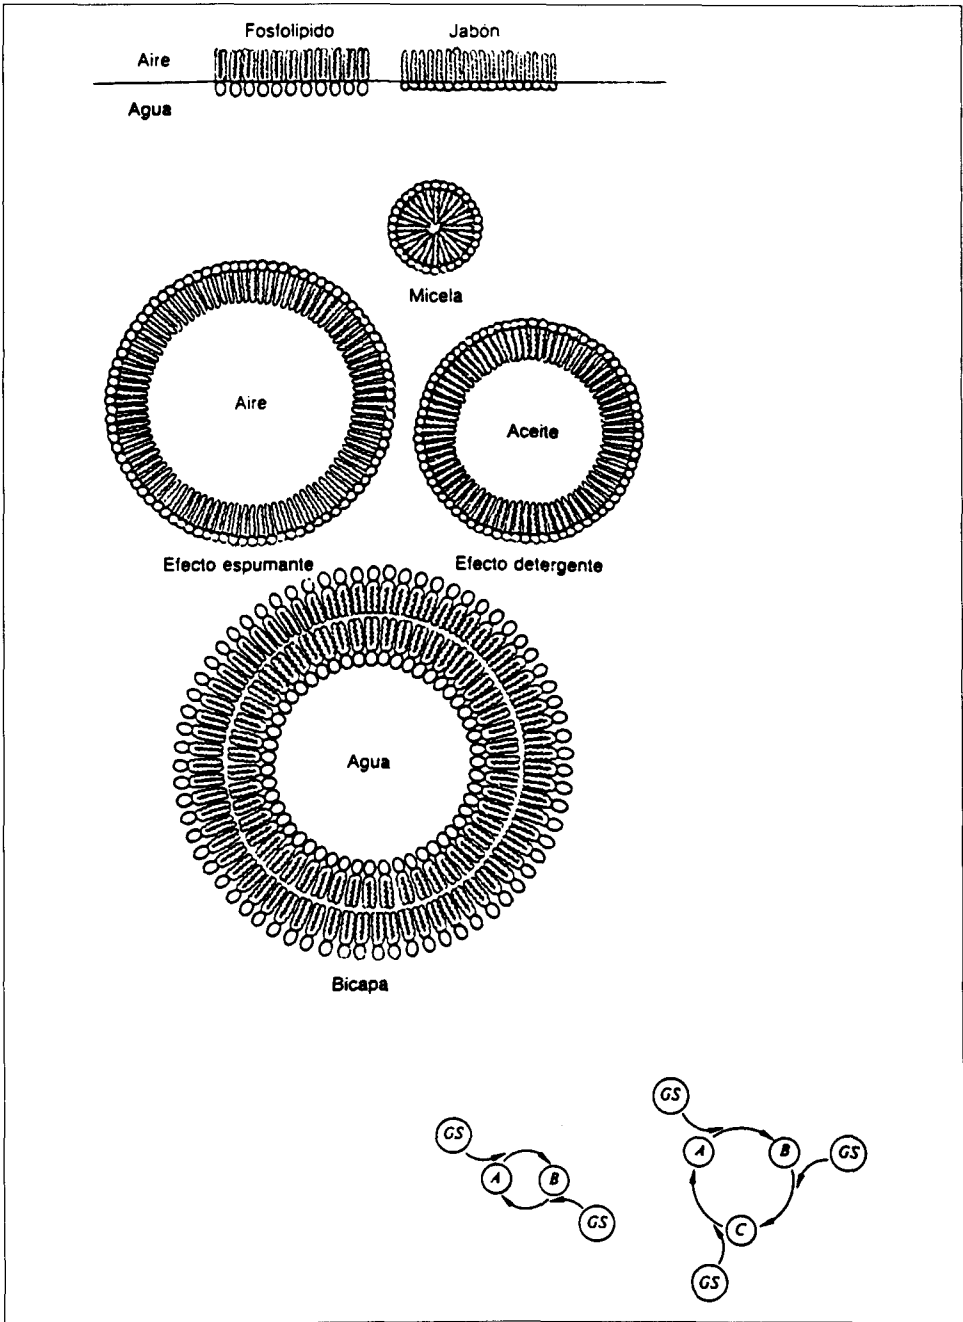 Fosfolípido Jabón
Aire
Agua
Micela
Aire
Aceite
Efecto espumante Efecto detergente
Agua
Bicapa
GS
GS
A B
GS
A B
GS
C
GS